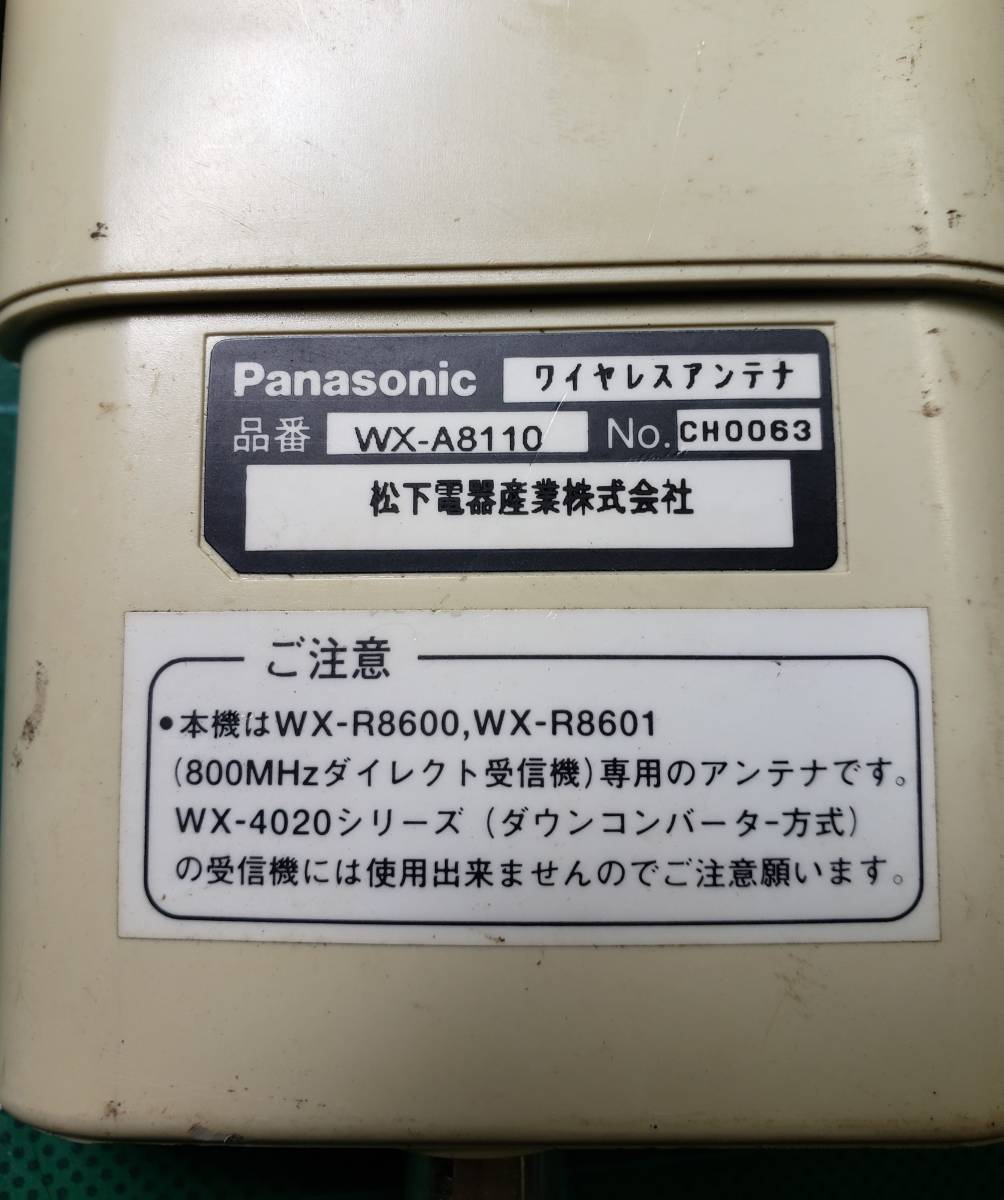 Panasonic ワイヤレスアンテナ
品番 WX-A8110 No. CH0063
松下電器産業株式会社
ご注意
•本機はWX-R8600,WX-R8601
(800MHzダイレクト受信機)専用のアンテナです。
WX-4020シリーズ (ダウンコンバーター方式)
の受信機には使用出来ませんのでご注意願います。